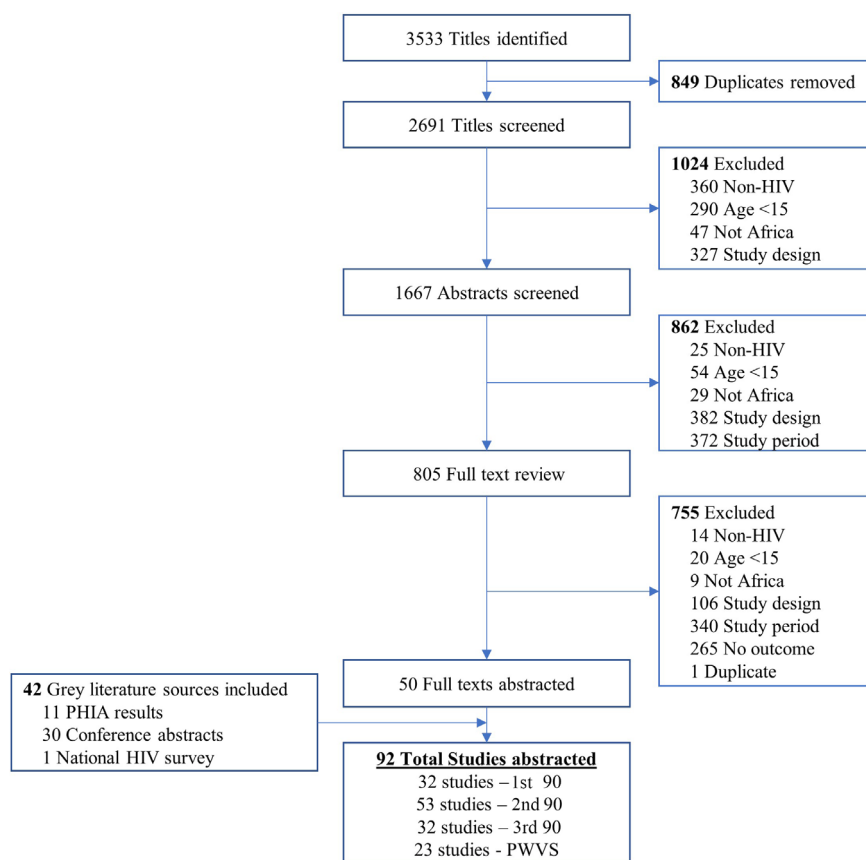 3533 Titles identified
849 Duplicates removed
2691 Titles screened
1024 Excluded
360 Non-HIV
290 Age <15
47 Not Africa
327 Study design
1667 Abstracts screened
862 Excluded
25 Non-HIV
54 Age <15
29 Not Africa
382 Study design
372 Study period
805 Full text review
755 Excluded
14 Non-HIV
20 Age <15
9 Not Africa
106 Study design
340 Study period
265 No outcome
1 Duplicate
50 Full texts abstracted
42 Grey literature sources included
11 PHIA results
30 Conference abstracts
1 National HIV survey
92 Total Studies abstracted
32 studies – 1st 90
53 studies – 2nd 90
32 studies – 3rd 90
23 studies - PWVS